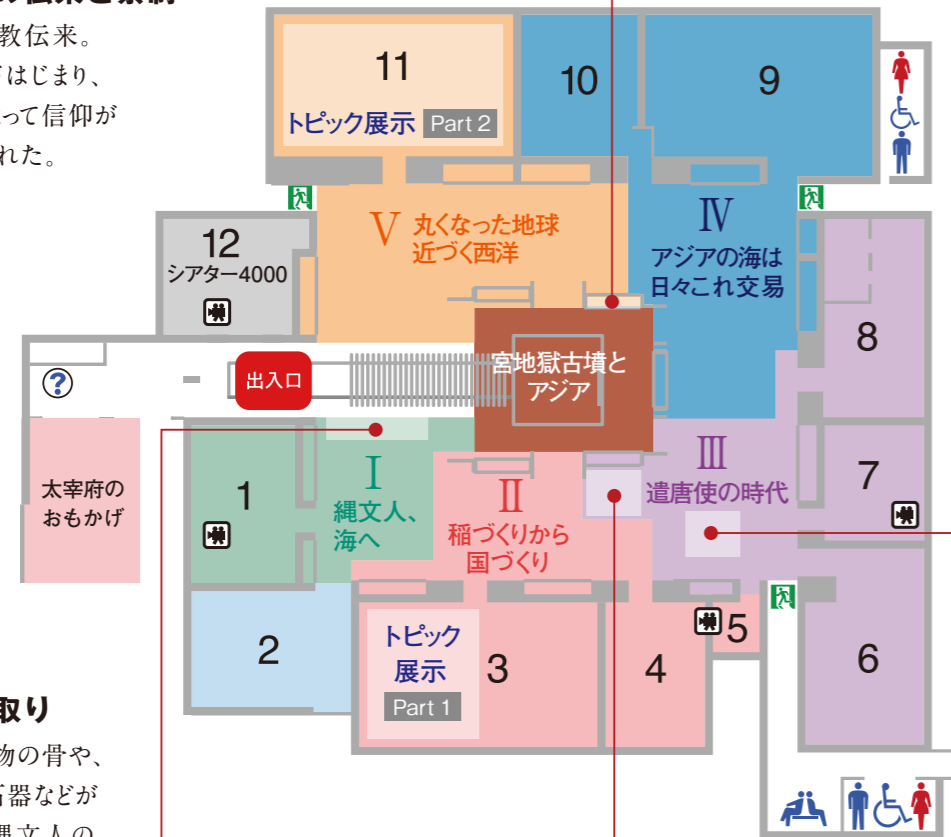 教伝来。
はじまり、
って信仰が
れた。
11
トピック展示 Part 2
10
9
Ⅴ 丸くなった地球
近づく西洋
Ⅳ
アジアの海は
日々これ交易
12
シアター4000
8
?
出入口
宮地獄古墳と
アジア
太宰府の
おもかげ
1
Ⅰ
縄文人、
海へ
Ⅱ
稲づくりから
国づくり
Ⅲ
遣唐使の時代
7
2
トピック
展示
Part 1
3
4
5
6
取り
物の骨や、
石器などが
縄文人の